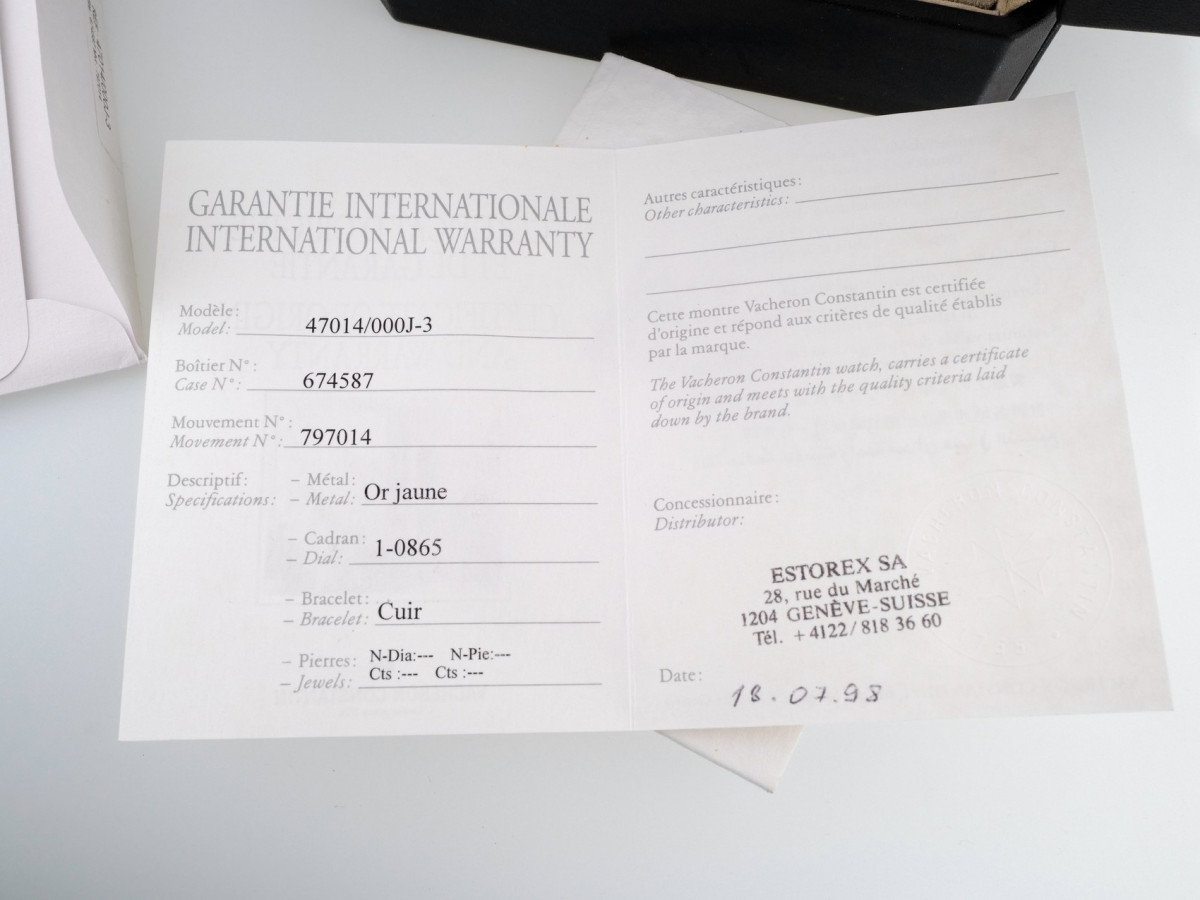 GARANTIE INTERNATIONALE
INTERNATIONAL WARRANTY
Modèle:
Model: 47014/000J-3
Boîtier N°:
Case N°: 674587
Mouvement N°:
Movement N°: 797014
Descriptif: – Métal:
Specifications: – Metal: Or jaune
– Cadran:
– Dial: 1-0865
– Bracelet:
– Bracelet: Cuir
– Pierres: N-Dia:--- N-Pie:---
– Jewels: Cts :--- Cts :---
Autres caractéristiques:
Other characteristics:
Cette montre Vacheron Constantin est certifiée
d'origine et répond aux critères de qualité établis
par la marque.
The Vacheron Constantin watch, carries a certificate
of origin and meets with the quality criteria laid
down by the brand.
Concessionnaire:
Distributor:
ESTOREX SA
28, rue du Marché
1204 GENÈVE-SUISSE
Tél. +4122/818 36 60
Date:
18.07.98